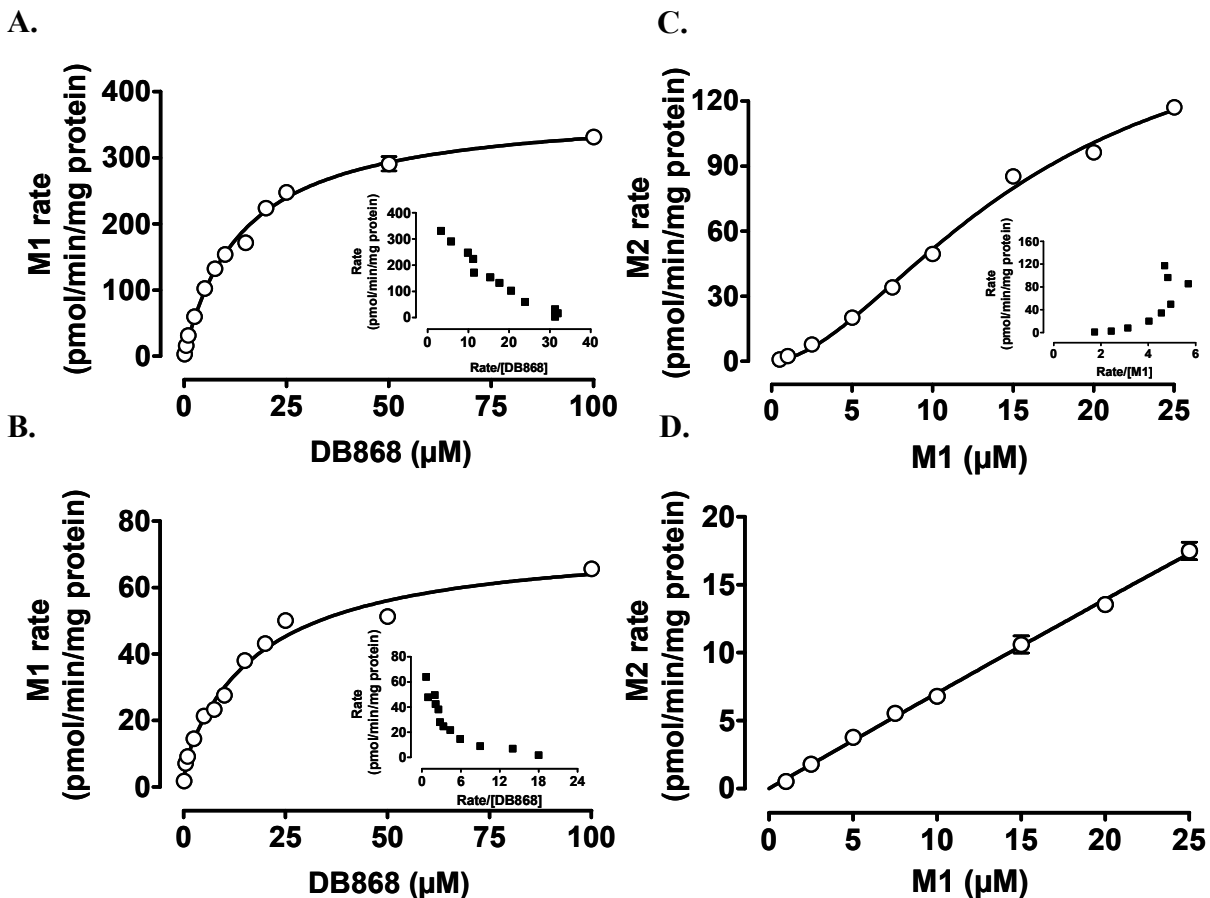 A.
M1 rate
(pmol/min/mg protein)
400
300
200
100
0
0 25 50 75 100
DB868 (µM)
Rate
(pmol/min/mg protein)
400
300
200
100
0
0 10 20 30 40
Rate/[DB868]
B.
M1 rate
(pmol/min/mg protein)
80
60
40
20
0
0 25 50 75 100
DB868 (µM)
Rate
(pmol/min/mg protein)
80
60
40
20
0
0 6 12 18 24
Rate/[DB868]
C.
M2 rate
(pmol/min/mg protein)
120
90
60
30
0
0 5 10 15 20 25
M1 (µM)
Rate
(pmol/min/mg protein)
160
120
80
40
0
0 2 4 6
Rate/[M1]
D.
M2 rate
(pmol/min/mg protein)
20
15
10
5
0
0 5 10 15 20 25
M1 (µM)